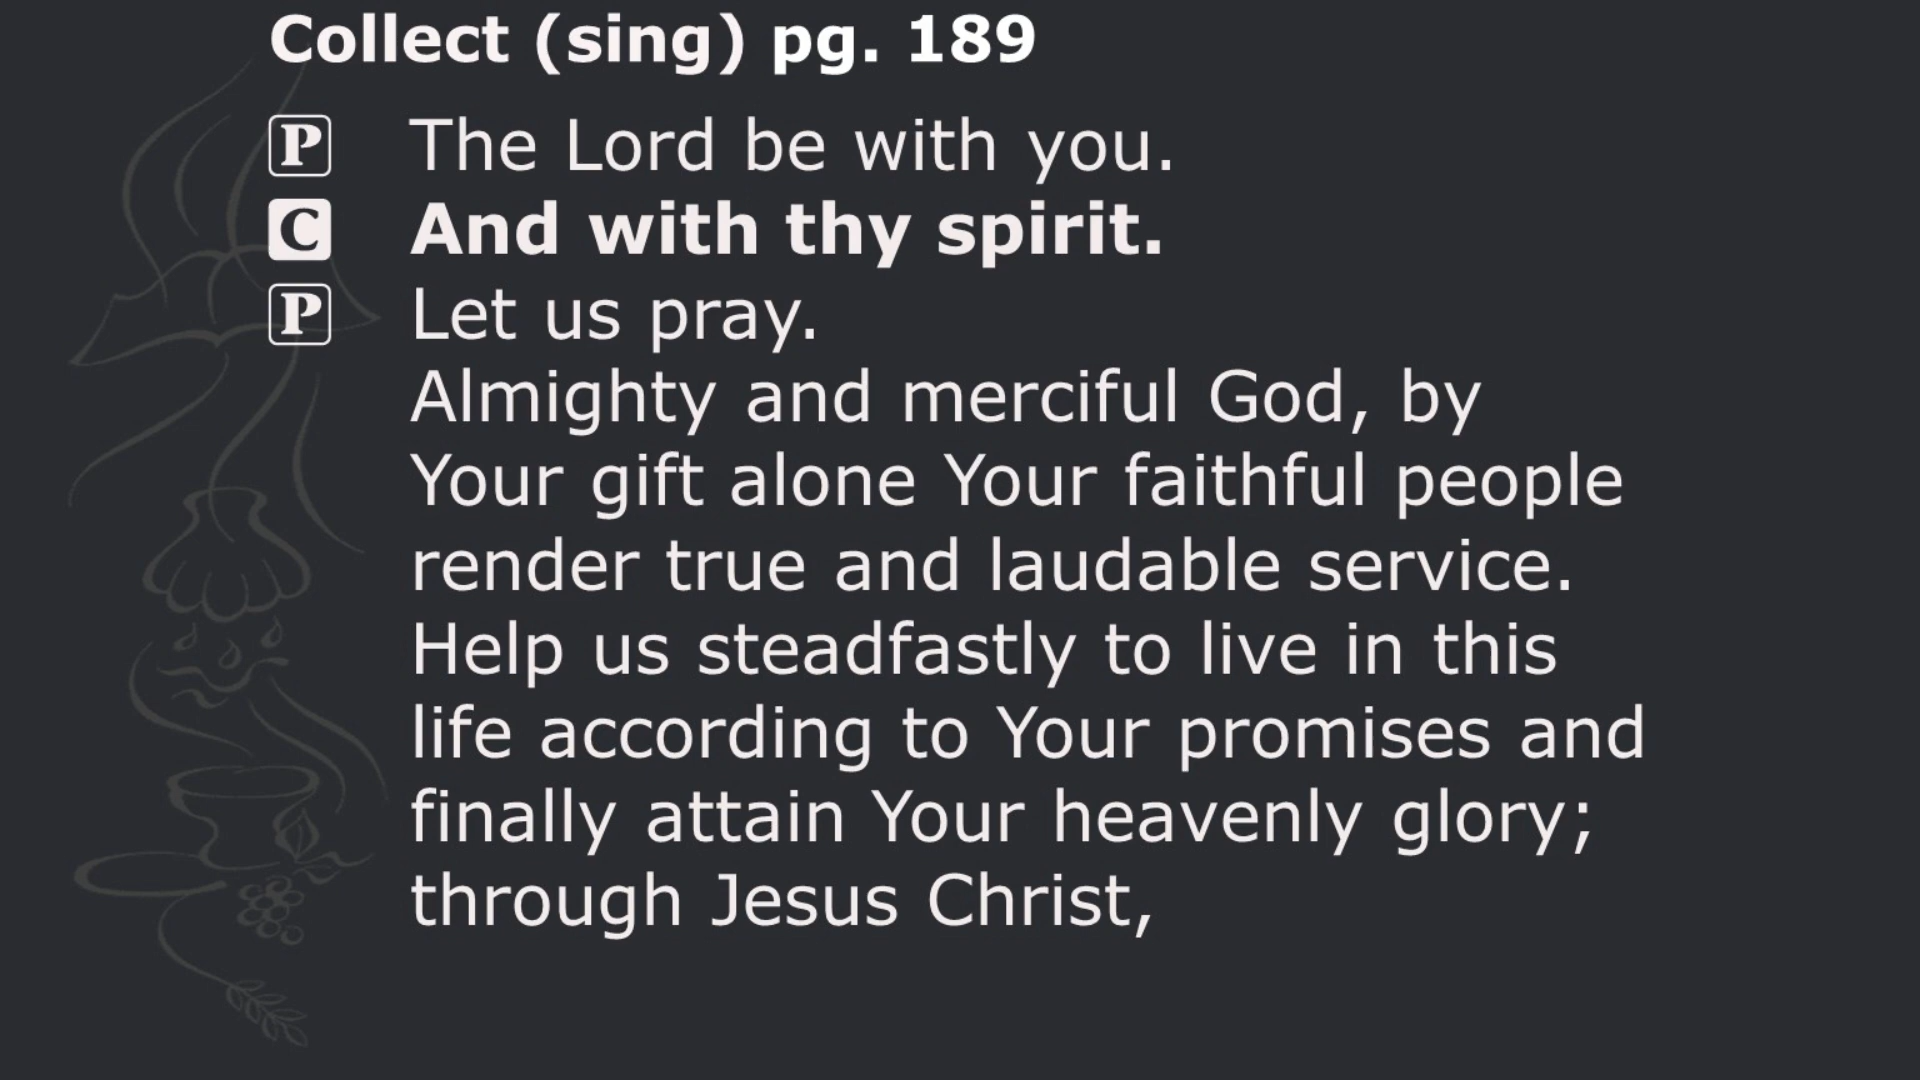 Collect (sing) pg. 189
P The Lord be with you.
C And with thy spirit.
P Let us pray.
Almighty and merciful God, by
Your gift alone Your faithful people
render true and laudable service.
Help us steadfastly to live in this
life according to Your promises and
finally attain Your heavenly glory;
through Jesus Christ,